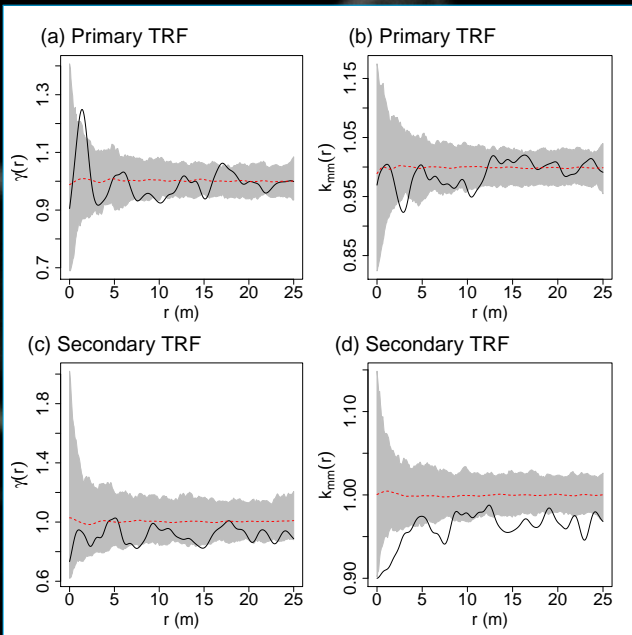 (a) Primary TRF
γ(r)
0.7 0.9 1.1 1.3
0 5 10 15 20 25
r (m)
(b) Primary TRF
kmm(r)
0.85 0.95 1.05 1.15
0 5 10 15 20 25
r (m)
(c) Secondary TRF
γ(r)
0.6 1.0 1.4 1.8
0 5 10 15 20 25
r (m)
(d) Secondary TRF
kmm(r)
0.90 1.00 1.10
0 5 10 15 20 25
r (m)